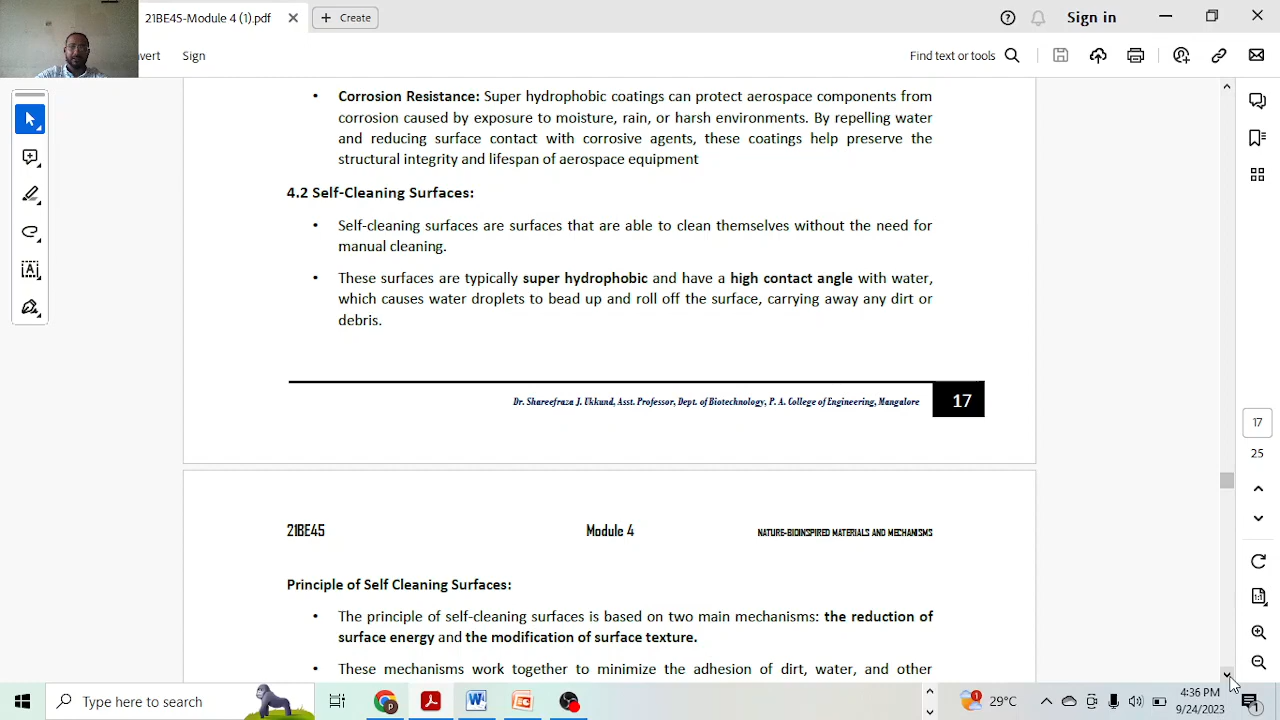 21BE45-Module 4 (1).pdf
Create
Sign in
vert
Sign
Find text or tools
• Corrosion Resistance: Super hydrophobic coatings can protect aerospace components from
corrosion caused by exposure to moisture, rain, or harsh environments. By repelling water
and reducing surface contact with corrosive agents, these coatings help preserve the
structural integrity and lifespan of aerospace equipment
4.2 Self-Cleaning Surfaces:
• Self-cleaning surfaces are surfaces that are able to clean themselves without the need for
manual cleaning.
• These surfaces are typically super hydrophobic and have a high contact angle with water,
which causes water droplets to bead up and roll off the surface, carrying away any dirt or
debris.
Dr. Shareefraza J. Ukkund, Asst. Professor, Dept. of Biotechnology, P. A. College of Engineering, Mangalore
17
17
25
21BE45 Module 4 NATURE-BIOINSPIRED MATERIALS AND MECHANISMS
Principle of Self Cleaning Surfaces:
• The principle of self-cleaning surfaces is based on two main mechanisms: the reduction of
surface energy and the modification of surface texture.
• These mechanisms work together to minimize the adhesion of dirt, water, and other
Type here to search
1
29°C
4:36 PM
9/24/2023
1